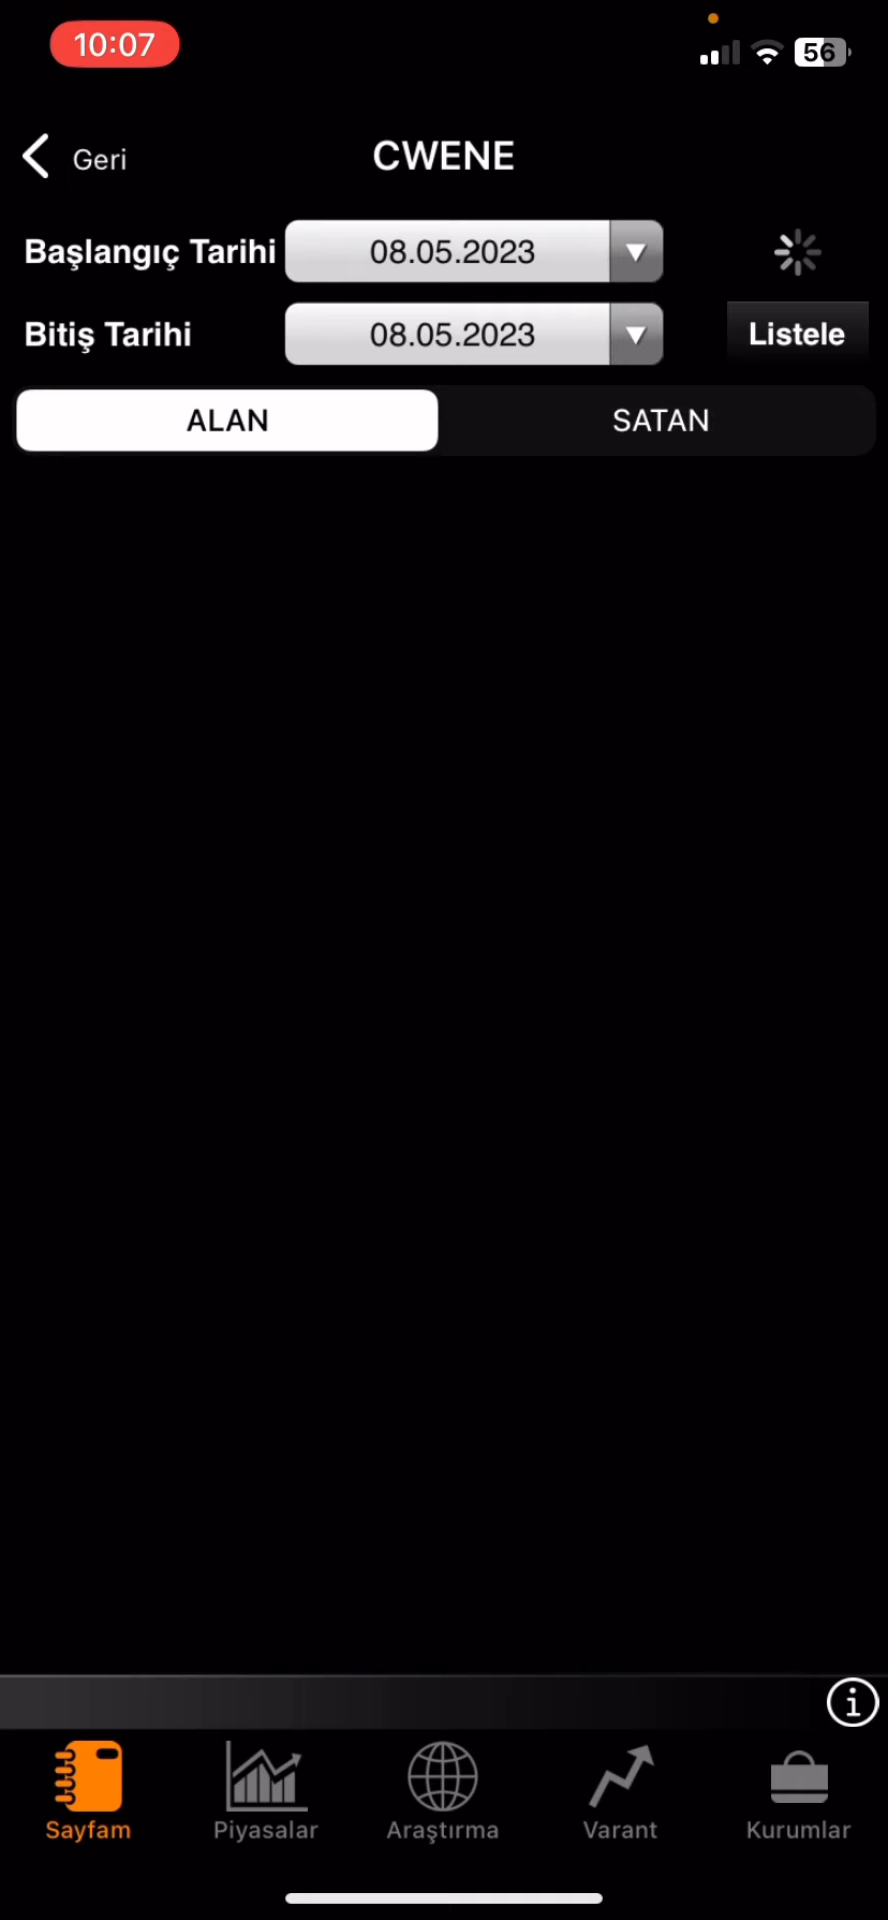 10:07
56
Geri
CWENE
Başlangıç Tarihi
08.05.2023
Bitiş Tarihi
08.05.2023
Listele
ALAN
SATAN
Sayfam
Piyasalar
Araştırma
Varant
Kurumlar